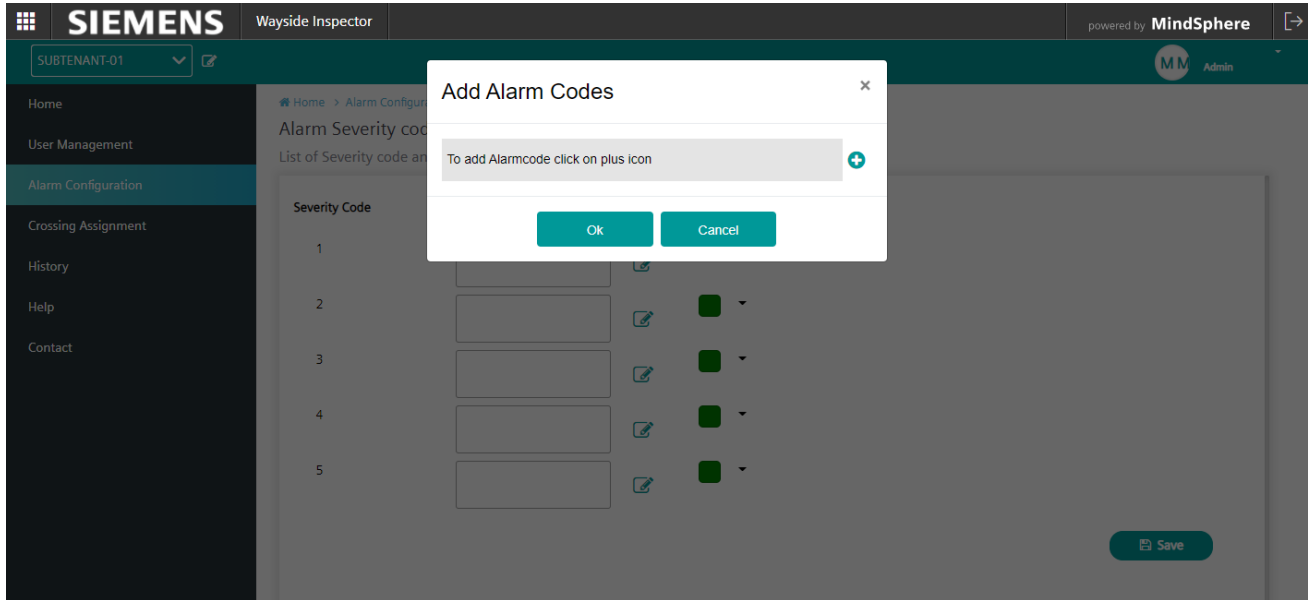 SIEMENS
Wayside Inspector
powered by MindSphere
SUBTENANT-01
MM
Admin
Home
User Management
Alarm Configuration
Crossing Assignment
History
Help
Contact
Home > Alarm Configur
Alarm Severity cod
List of Severity code an
Add Alarm Codes
×
To add Alarmcode click on plus icon
Ok
Cancel
Severity Code
1
2
3
4
5
Save